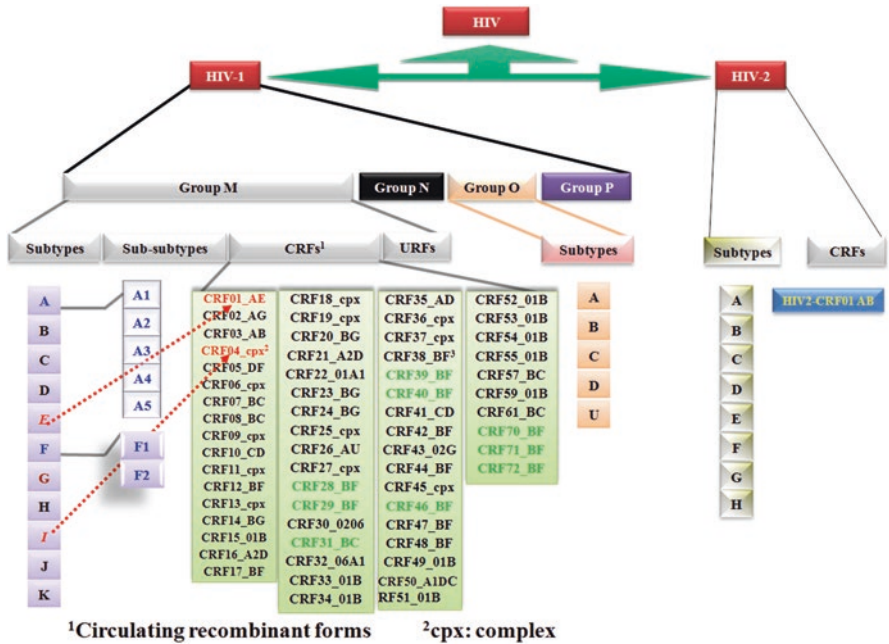 HIV
HIV-1
HIV-2
Group M
Group N
Group O
Group P
Subtypes
Sub-subtypes
CRFs¹
URFs
Subtypes
Subtypes
CRFs
A
B
C
D
E
F
G
H
I
J
K
A1
A2
A3
A4
A5
F1
F2
CRF01_AE
CRF02_AG
CRF03_AB
CRF04_cpx²
CRF05_DF
CRF06_cpx
CRF07_BC
CRF08_BC
CRF09_cpx
CRF10_CD
CRF11_cpx
CRF12_BF
CRF13_cpx
CRF14_BG
CRF15_01B
CRF16_A2D
CRF17_BF
CRF18_cpx
CRF19_cpx
CRF20_BG
CRF21_A2D
CRF22_01A1
CRF23_BG
CRF24_BG
CRF25_cpx
CRF26_AU
CRF27_cpx
CRF28_BF
CRF29_BF
CRF30_0206
CRF31_BC
CRF32_06A1
CRF33_01B
CRF34_01B
CRF35_AD
CRF36_cpx
CRF37_cpx
CRF38_BF³
CRF39_BF
CRF40_BF
CRF41_CD
CRF42_BF
CRF43_02G
CRF44_BF
CRF45_cpx
CRF46_BF
CRF47_BF
CRF48_BF
CRF49_01B
CRF50_A1DC
RF51_01B
CRF52_01B
CRF53_01B
CRF54_01B
CRF55_01B
CRF57_BC
CRF59_01B
CRF61_BC
CRF70_BF
CRF71_BF
CRF72_BF
A
B
C
D
U
A
B
C
D
E
F
G
H
HIV2-CRF01 AB
¹Circulating recombinant forms ²cpx: complex